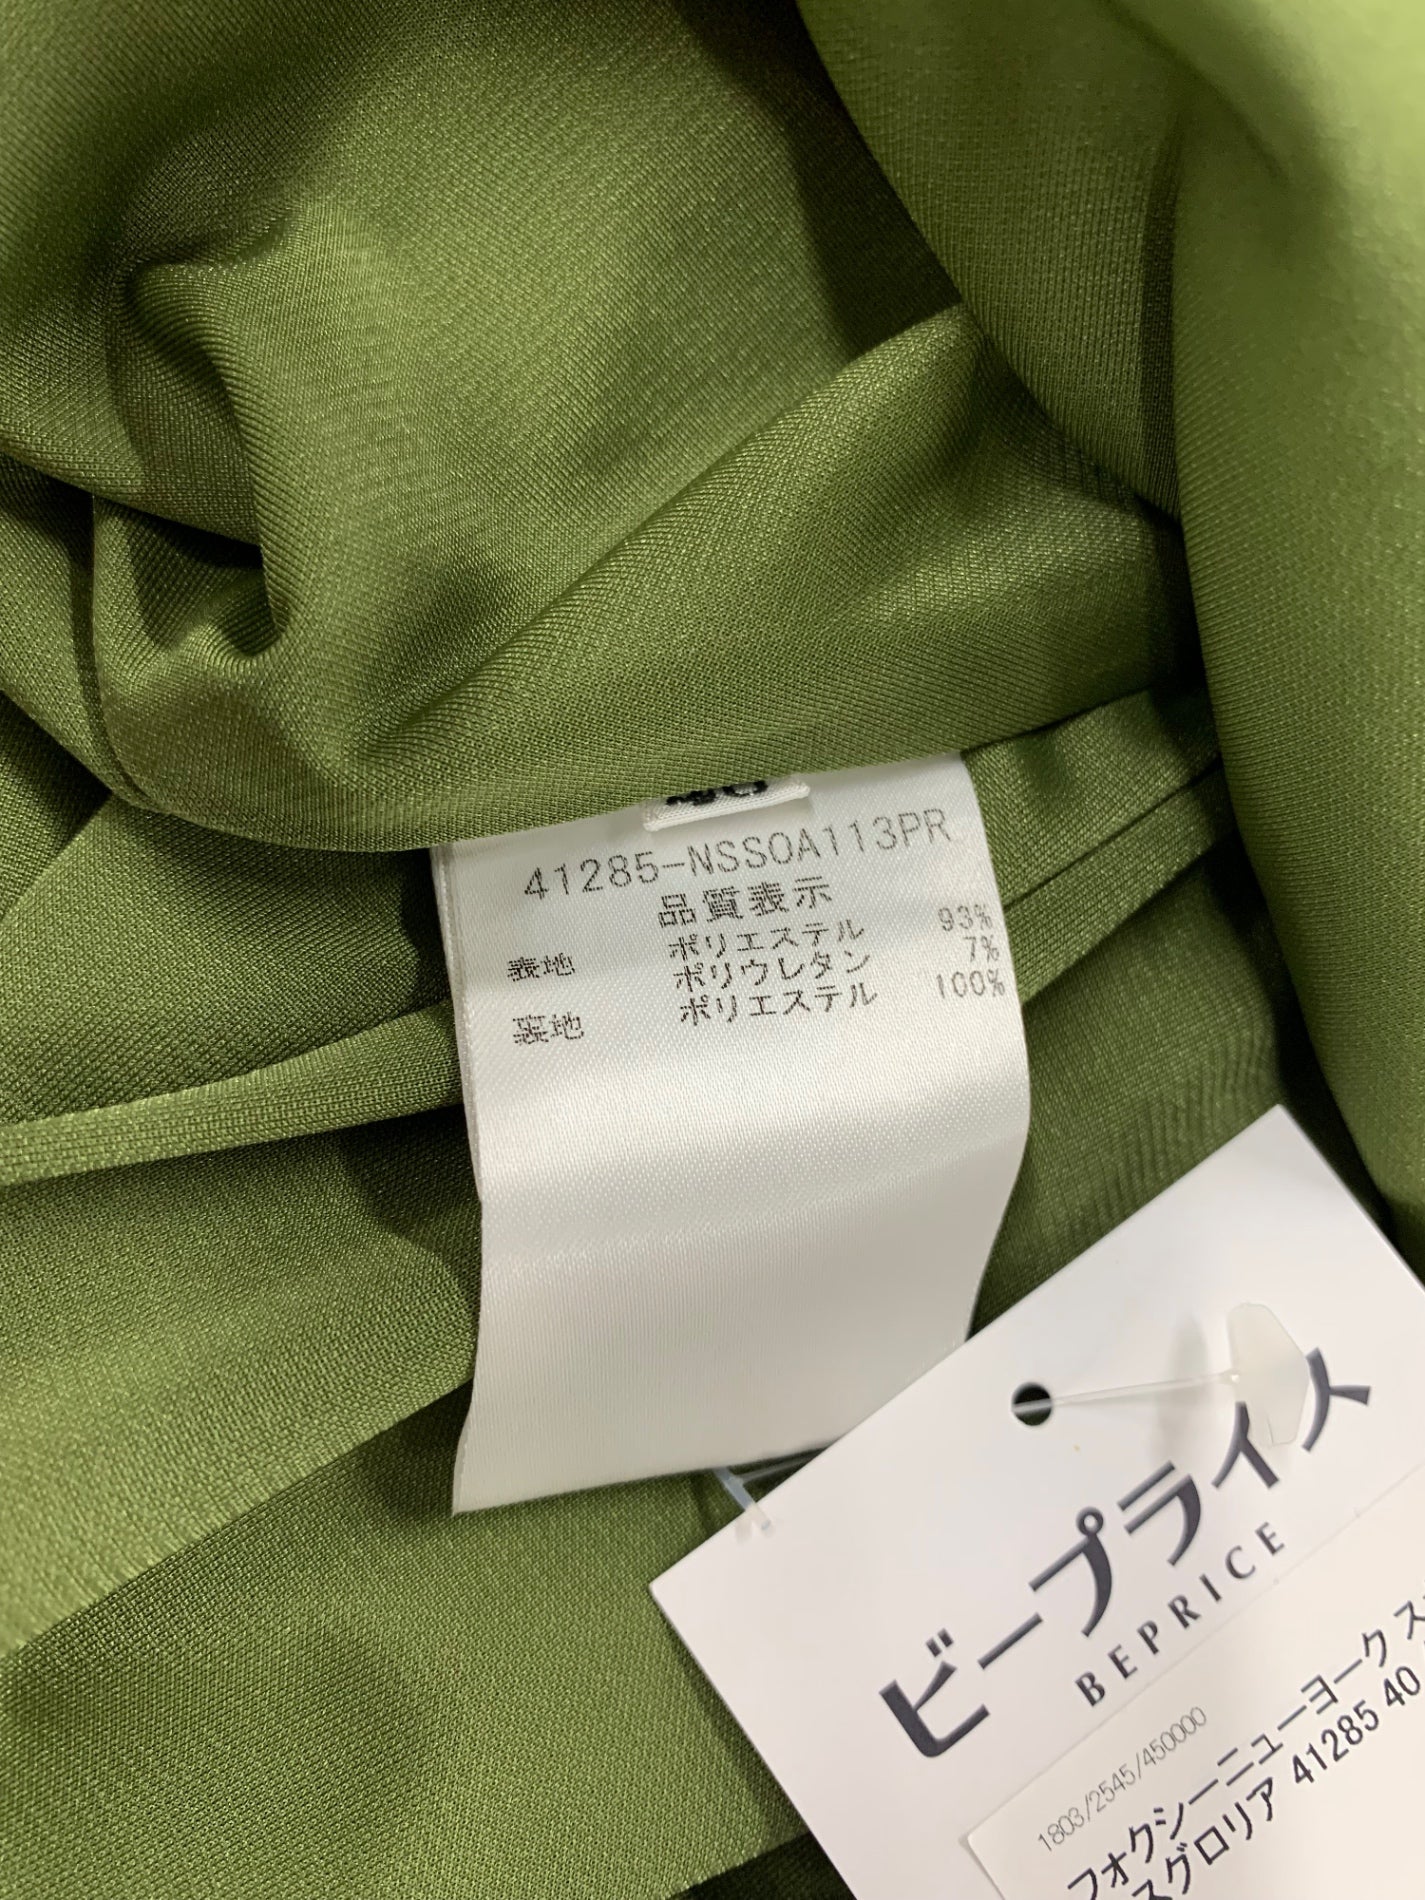 40
41285-NSSOA113PR
品質表示
表地 ポリエステル 93%
ポリウレタン 7%
裏地 ポリエステル 100%
ビープライス
BEPRICE
1803/2545/450000
フォクシーニューヨーク
スグロリア 41285 40